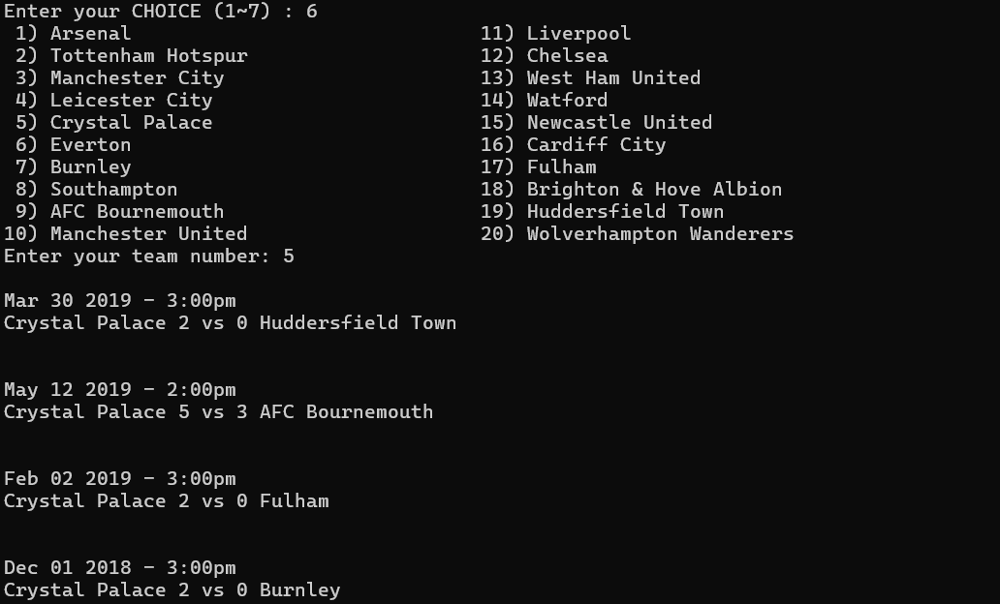 Enter your CHOICE (1~7) : 6
 1) Arsenal                              11) Liverpool
 2) Tottenham Hotspur                    12) Chelsea
 3) Manchester City                      13) West Ham United
 4) Leicester City                       14) Watford
 5) Crystal Palace                       15) Newcastle United
 6) Everton                              16) Cardiff City
 7) Burnley                              17) Fulham
 8) Southampton                          18) Brighton & Hove Albion
 9) AFC Bournemouth                      19) Huddersfield Town
10) Manchester United                    20) Wolverhampton Wanderers
Enter your team number: 5
Mar 30 2019 - 3:00pm
Crystal Palace 2 vs 0 Huddersfield Town
May 12 2019 - 2:00pm
Crystal Palace 5 vs 3 AFC Bournemouth
Feb 02 2019 - 3:00pm
Crystal Palace 2 vs 0 Fulham
Dec 01 2018 - 3:00pm
Crystal Palace 2 vs 0 Burnley